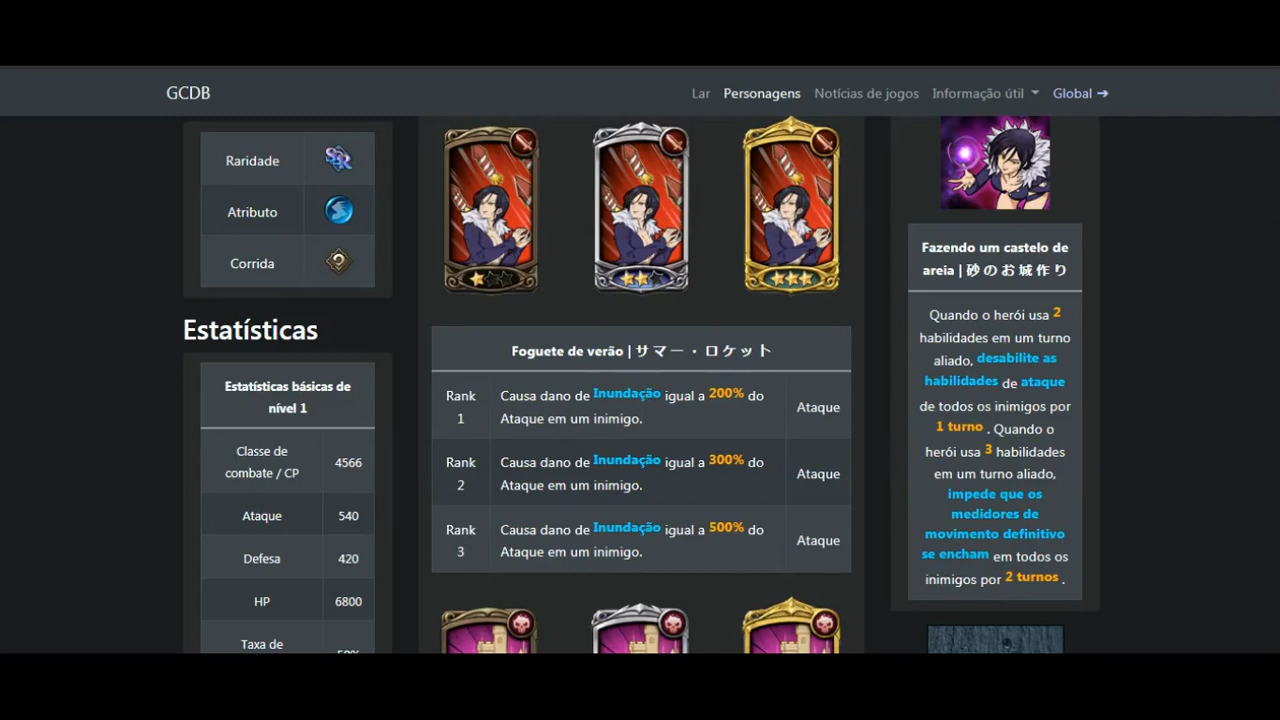 GCDB
Lar Personagens Notícias de jogos Informação útil Global ➔
Raridade SSR
Atributo
Corrida
Estatísticas
Estatísticas básicas de
nível 1
Classe de
combate / CP 4566
Ataque 540
Defesa 420
HP 6800
Taxa de
Foguete de verão | サマー・ロケット
Rank
1
Causa dano de Inundação igual a 200% do
Ataque em um inimigo.
Ataque
Rank
2
Causa dano de Inundação igual a 300% do
Ataque em um inimigo.
Ataque
Rank
3
Causa dano de Inundação igual a 500% do
Ataque em um inimigo.
Ataque
Fazendo um castelo de
areia | 砂のお城作り
Quando o herói usa 2
habilidades em um turno
aliado, desabilite as
habilidades de ataque
de todos os inimigos por
1 turno . Quando o
herói usa 3 habilidades
em um turno aliado,
impede que os
medidores de
movimento definitivo
se encham em todos os
inimigos por 2 turnos .